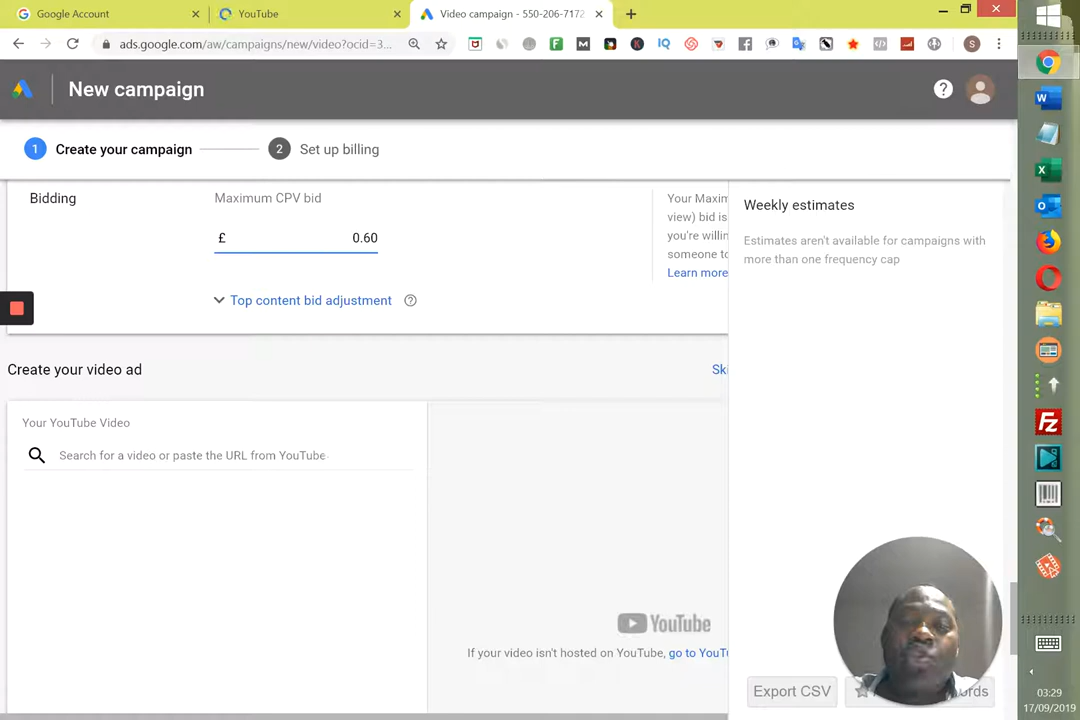 Google Account
YouTube
Video campaign - 550-206-7172
ads.google.com/aw/campaigns/new/video?ocid=3...
New campaign
1 Create your campaign
2 Set up billing
Bidding
Maximum CPV bid
£ 0.60
Top content bid adjustment
Your Maxim
view) bid is
you're willin
someone to
Learn more
Weekly estimates
Estimates aren't available for campaigns with
more than one frequency cap
Create your video ad
Sk
Your YouTube Video
Search for a video or paste the URL from YouTube
YouTube
If your video isn't hosted on YouTube, go to YouTu
Export CSV
rds
03:29
17/09/2019